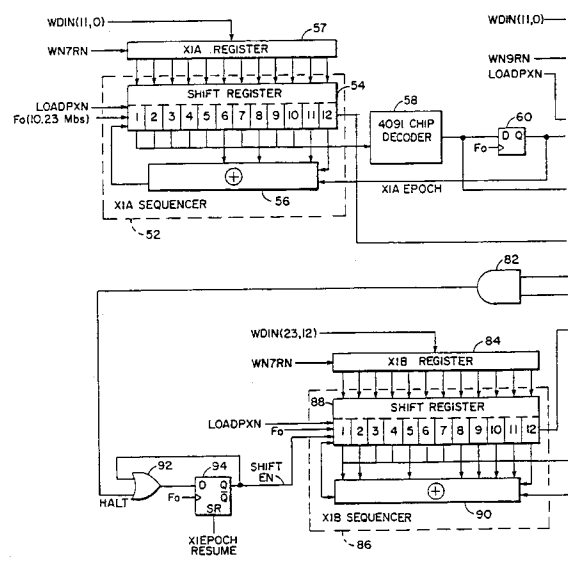 WDIN(11,0)
57
WN7RN
X1A REGISTER
54
SHIFT REGISTER
LOADPXN
Fo(10.23 Mbs)
1 2 3 4 5 6 7 8 9 10 11 12
58
4091 CHIP
DECODER
56
X1A EPOCH
X1A SEQUENCER
52
WDIN(11,0)
WN9RN
LOADPXN
60
D Q
Fo
82
WDIN(23,12)
84
WN7RN
X1B REGISTER
88
SHIFT REGISTER
LOADPXN
Fo
1 2 3 4 5 6 7 8 9 10 11 12
92
94
D Q
Q
SR
SHIFT
EN
HALT
Fo
X1EPOCH
RESUME
90
X1B SEQUENCER
86